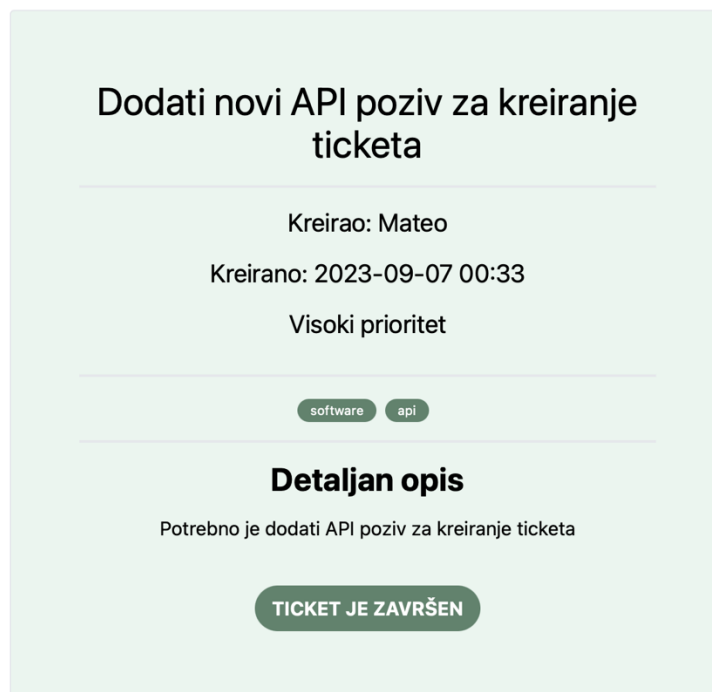 Dodati novi API poziv za kreiranje
ticketa
Kreirao: Mateo
Kreirano: 2023-09-07 00:33
Visoki prioritet
software api
Detaljan opis
Potrebno je dodati API poziv za kreiranje ticketa
TICKET JE ZAVRŠEN